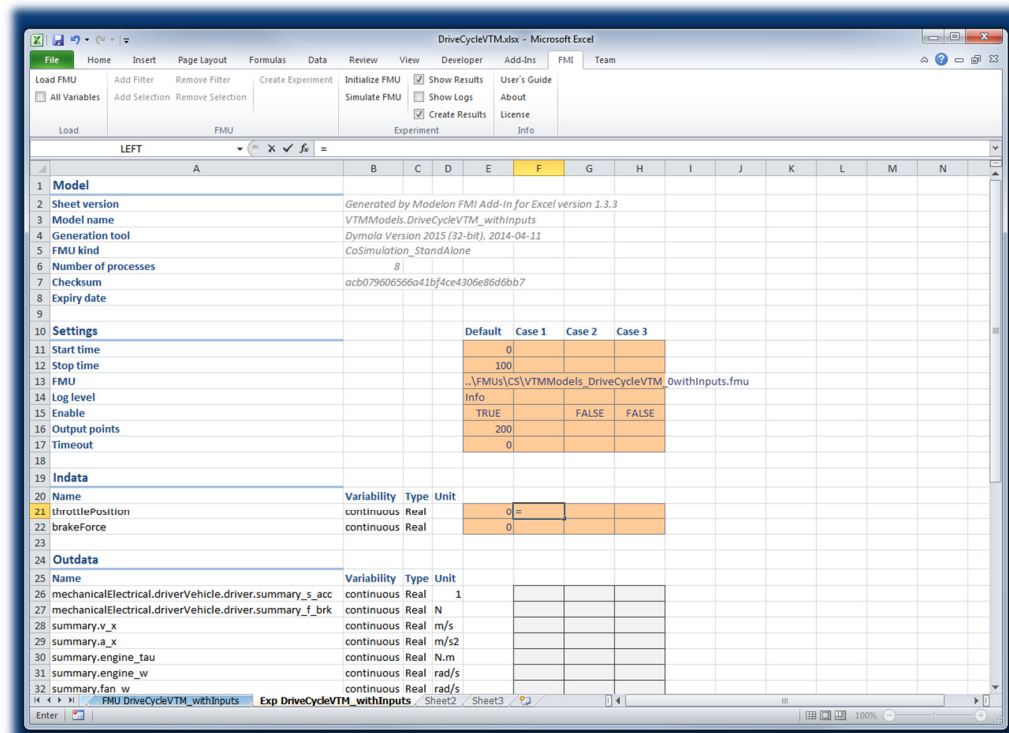 DriveCycleVTM.xlsx - Microsoft Excel
File Home Insert Page Layout Formulas Data Review View Developer Add-Ins FMI Team
Load FMU Add Filter Remove Filter Create Experiment Initialize FMU Show Results User's Guide
All Variables Add Selection Remove Selection Simulate FMU Show Logs About
Create Results License
Load FMU Experiment Info
LEFT fx =
A B C D E F G H I J K L M N
1 Model
2 Sheet version Generated by Modelon FMI Add-In for Excel version 1.3.3
3 Model name VTMModels.DriveCycleVTM_withInputs
4 Generation tool Dymola Version 2015 (32-bit), 2014-04-11
5 FMU kind CoSimulation_StandAlone
6 Number of processes 8
7 Checksum acb079606566a41bf4ce4306e86d6bb7
8 Expiry date
9
10 Settings Default Case 1 Case 2 Case 3
11 Start time 0
12 Stop time 100
13 FMU ..\FMUs\CS\VTMModels_DriveCycleVTM_0withInputs.fmu
14 Log level Info
15 Enable TRUE FALSE FALSE
16 Output points 200
17 Timeout 0
18
19 Indata
20 Name Variability Type Unit
21 throttlePosition continuous Real 0 =
22 brakeForce continuous Real 0
23
24 Outdata
25 Name Variability Type Unit
26 mechanicalElectrical.driverVehicle.driver.summary_s_acc continuous Real 1
27 mechanicalElectrical.driverVehicle.driver.summary_f_brk continuous Real N
28 summary.v_x continuous Real m/s
29 summary.a_x continuous Real m/s2
30 summary.engine_tau continuous Real N.m
31 summary.engine_w continuous Real rad/s
32 summary.fan_w continuous Real rad/s
FMU DriveCycleVTM_withInputs Exp DriveCycleVTM_withInputs Sheet2 Sheet3
Enter 100%